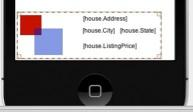 [house.Address]
[house.City] [house.State]
[house.ListingPrice]